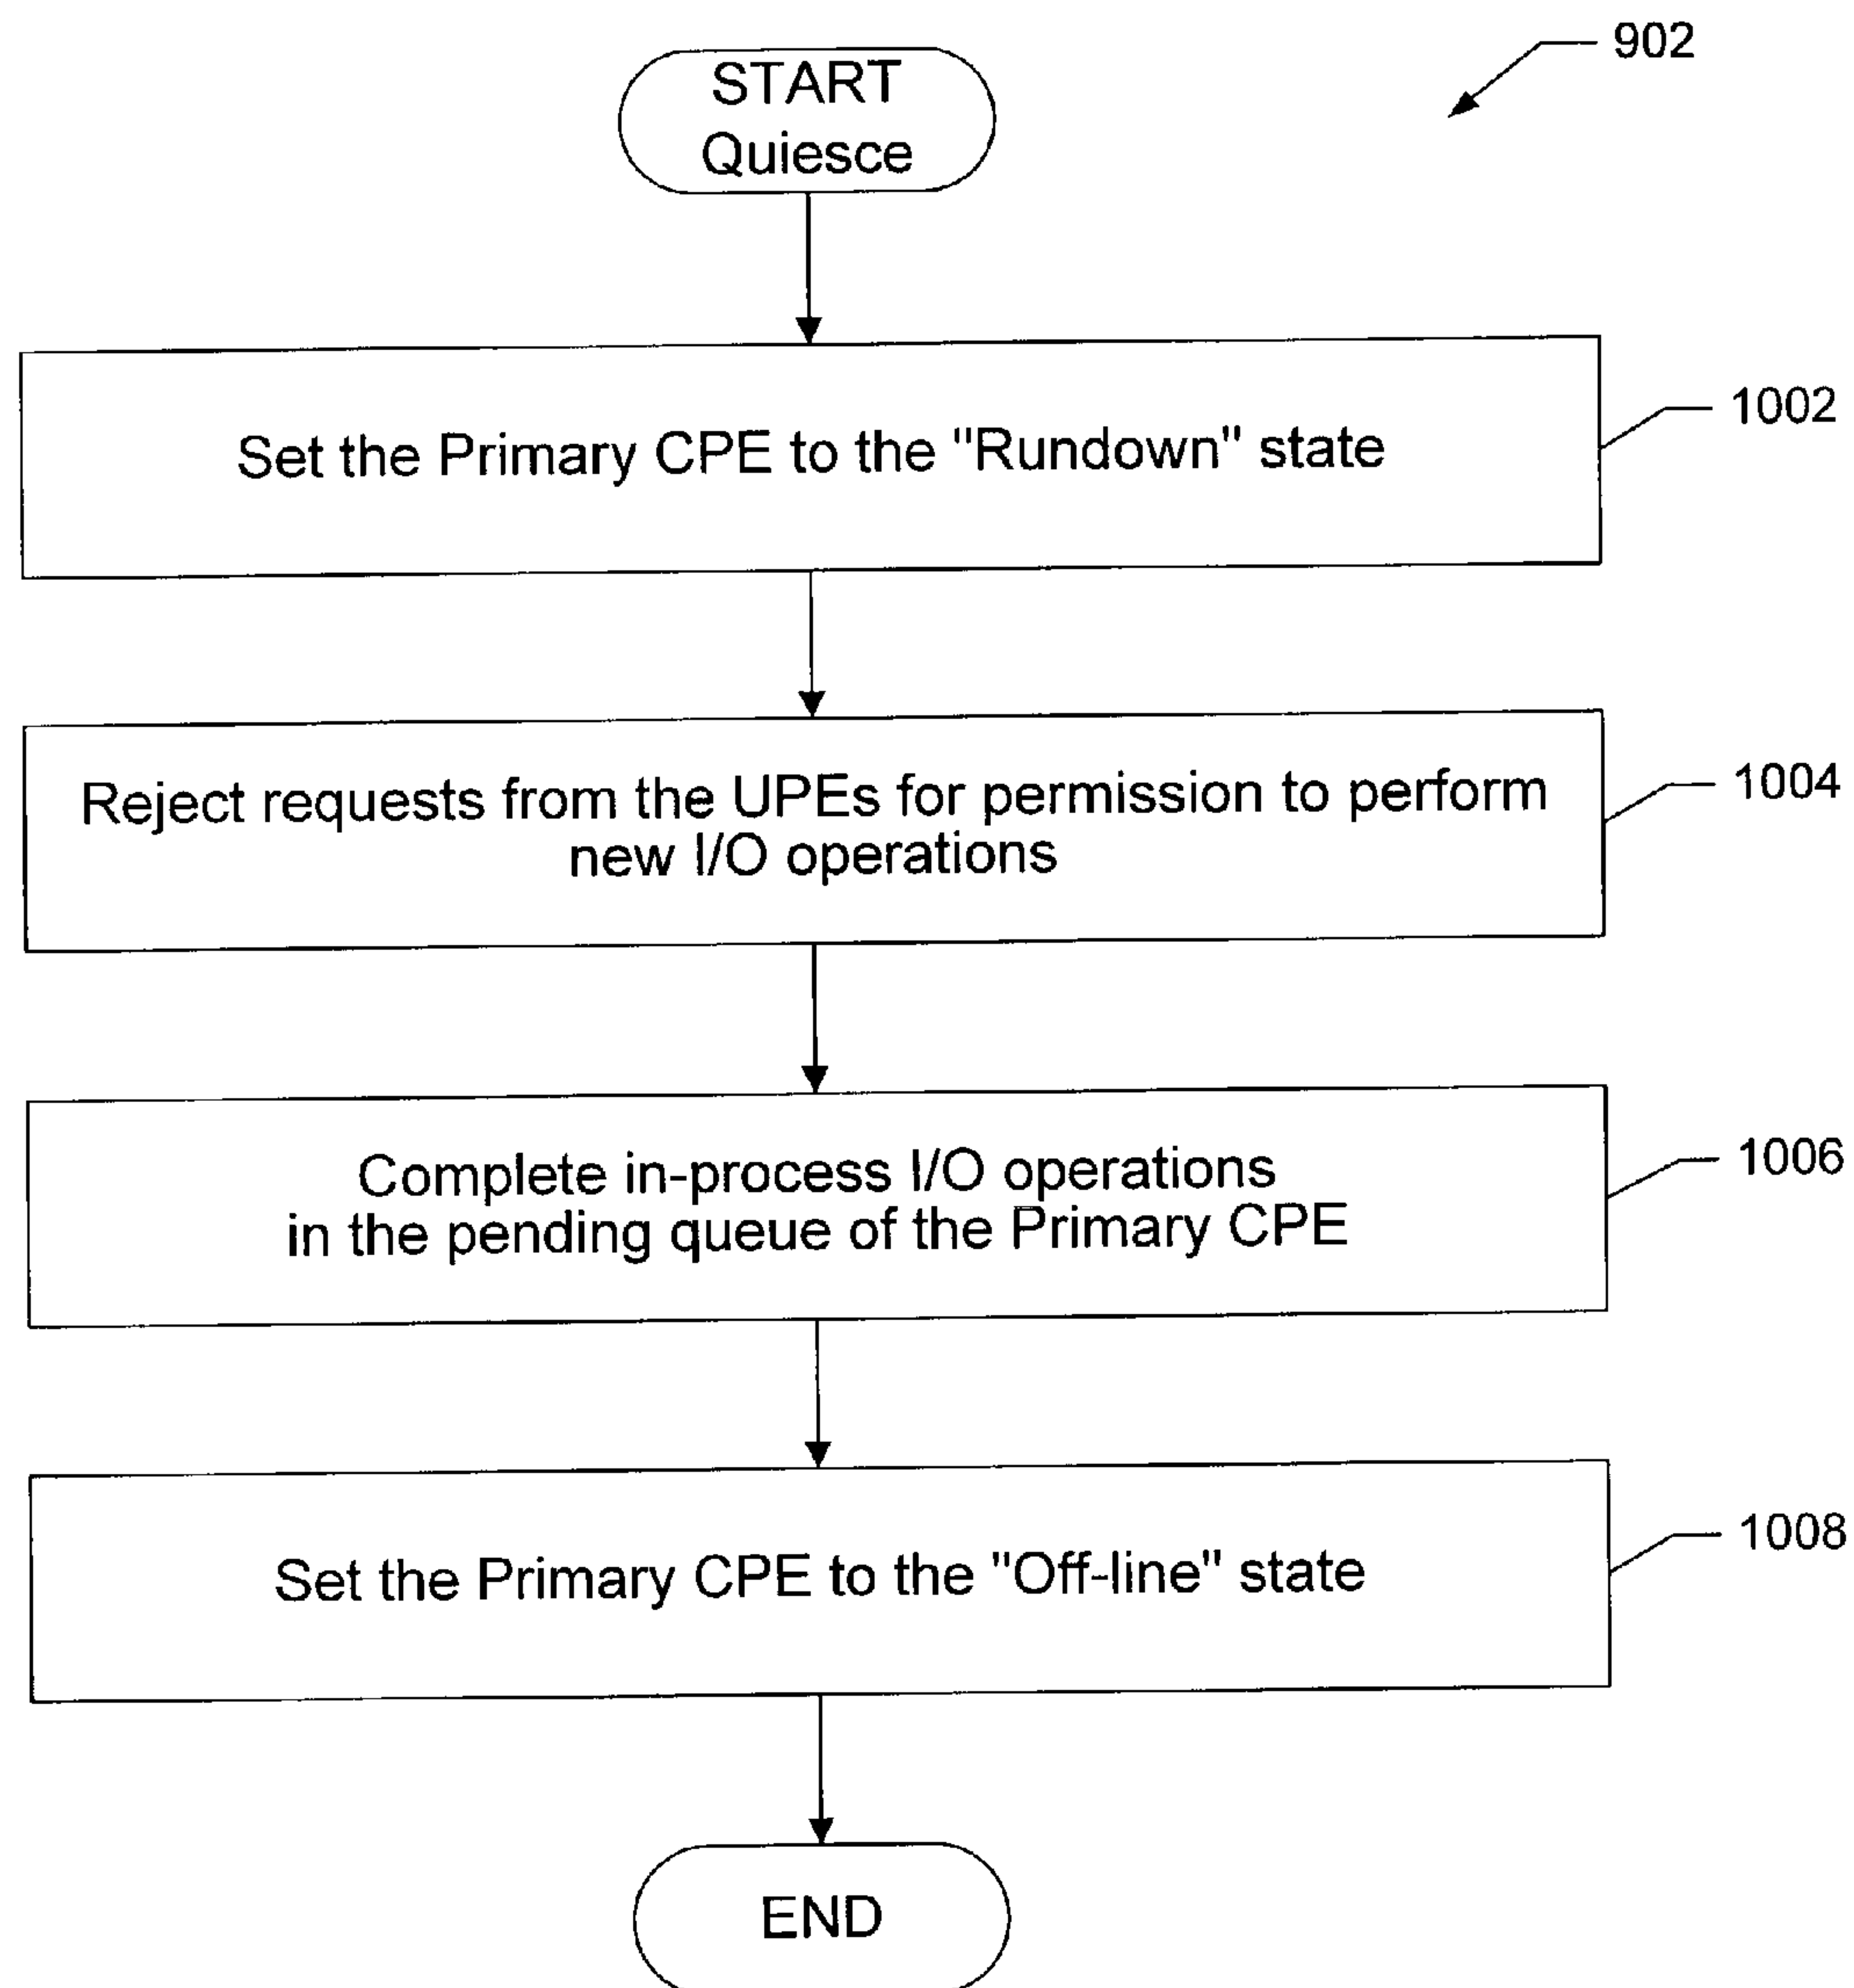 902
START
Quiesce
Set the Primary CPE to the "Rundown" state
1002
Reject requests from the UPEs for permission to perform
new I/O operations
1004
Complete in-process I/O operations
in the pending queue of the Primary CPE
1006
Set the Primary CPE to the "Off-line" state
1008
END